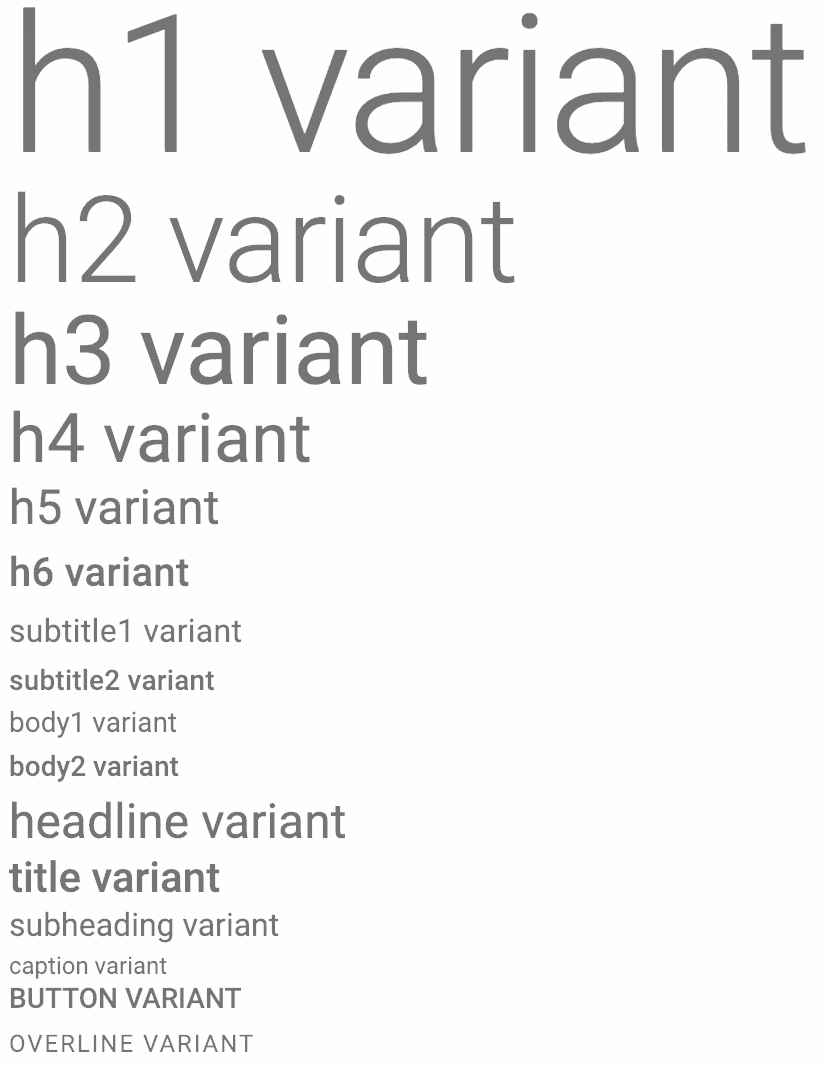 h1 variant
h2 variant
h3 variant
h4 variant
h5 variant
h6 variant
subtitle1 variant
subtitle2 variant
body1 variant
body2 variant
headline variant
title variant
subheading variant
caption variant
BUTTON VARIANT
OVERLINE VARIANT